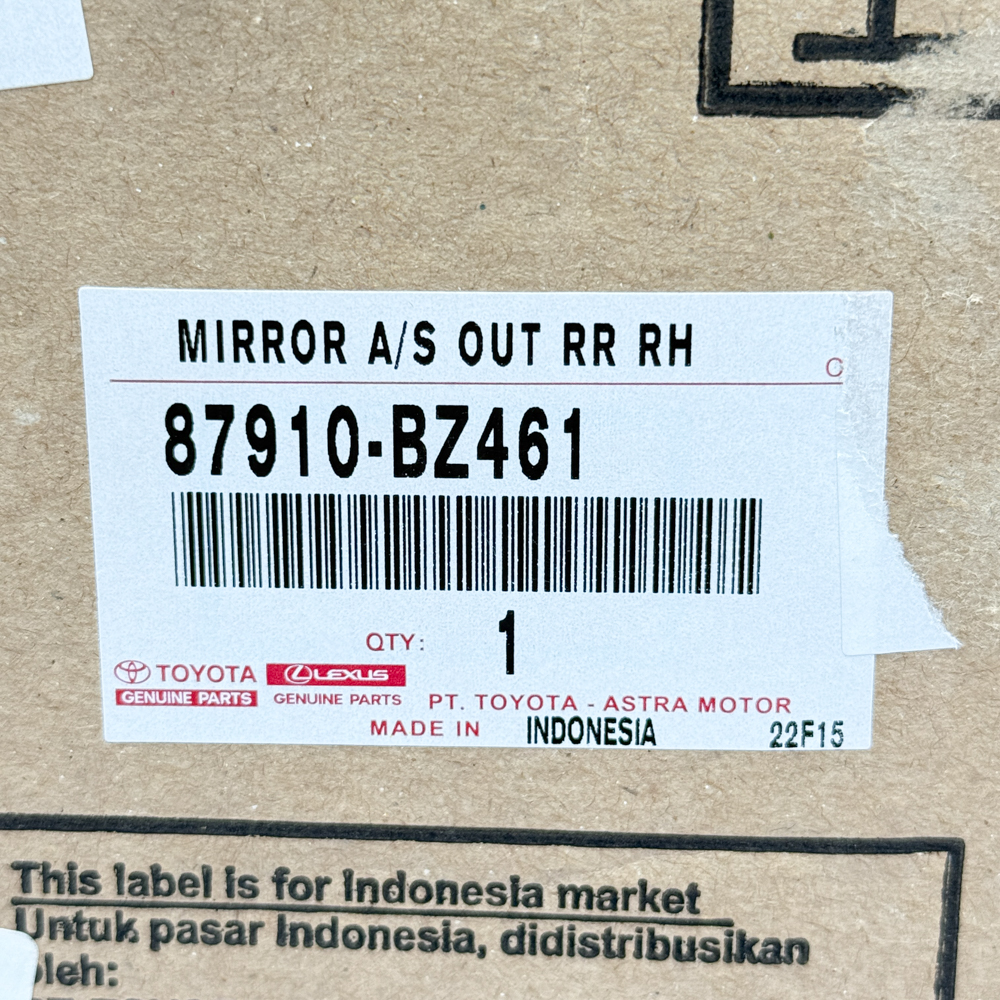 MIRROR A/S OUT RR RH
C
87910-BZ461
QTY: 1
TOYOTA LEXUS
GENUINE PARTS GENUINE PARTS PT. TOYOTA - ASTRA MOTOR
MADE IN INDONESIA 22F15
This label is for Indonesia market
Untuk pasar Indonesia, didistribusikan
oleh: